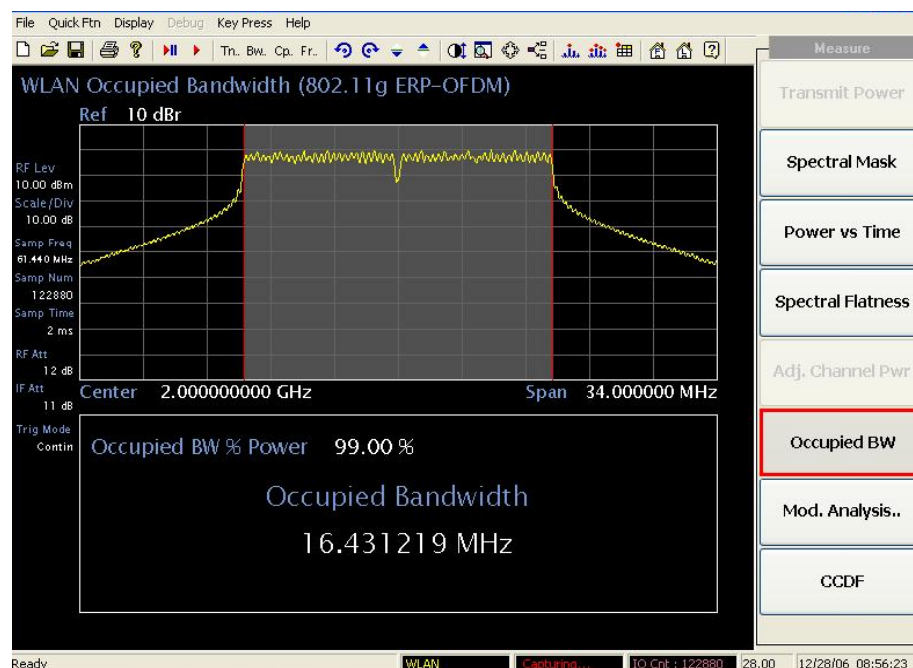 File Quick Ftn Display Debug Key Press Help
Tn.. Bw.. Cp.. Fr..
Measure
WLAN Occupied Bandwidth (802.11g ERP-OFDM)
Ref 10 dBr
RF Lev
10.00 dBm
Scale/Div
10.00 dB
Samp Freq
61.440 MHz
Samp Num
122880
Samp Time
2 ms
RF Att
12 dB
IF Att
11 dB
Trig Mode
Contin
Center 2.000000000 GHz
Span 34.000000 MHz
Occupied BW % Power 99.00 %
Occupied Bandwidth
16.431219 MHz
Transmit Power
Spectral Mask
Power vs Time
Spectral Flatness
Adj. Channel Pwr
Occupied BW
Mod. Analysis..
CCDF
Ready WLAN Capturing... IQ Cnt : 122880 28.00 12/28/06 08:56:23